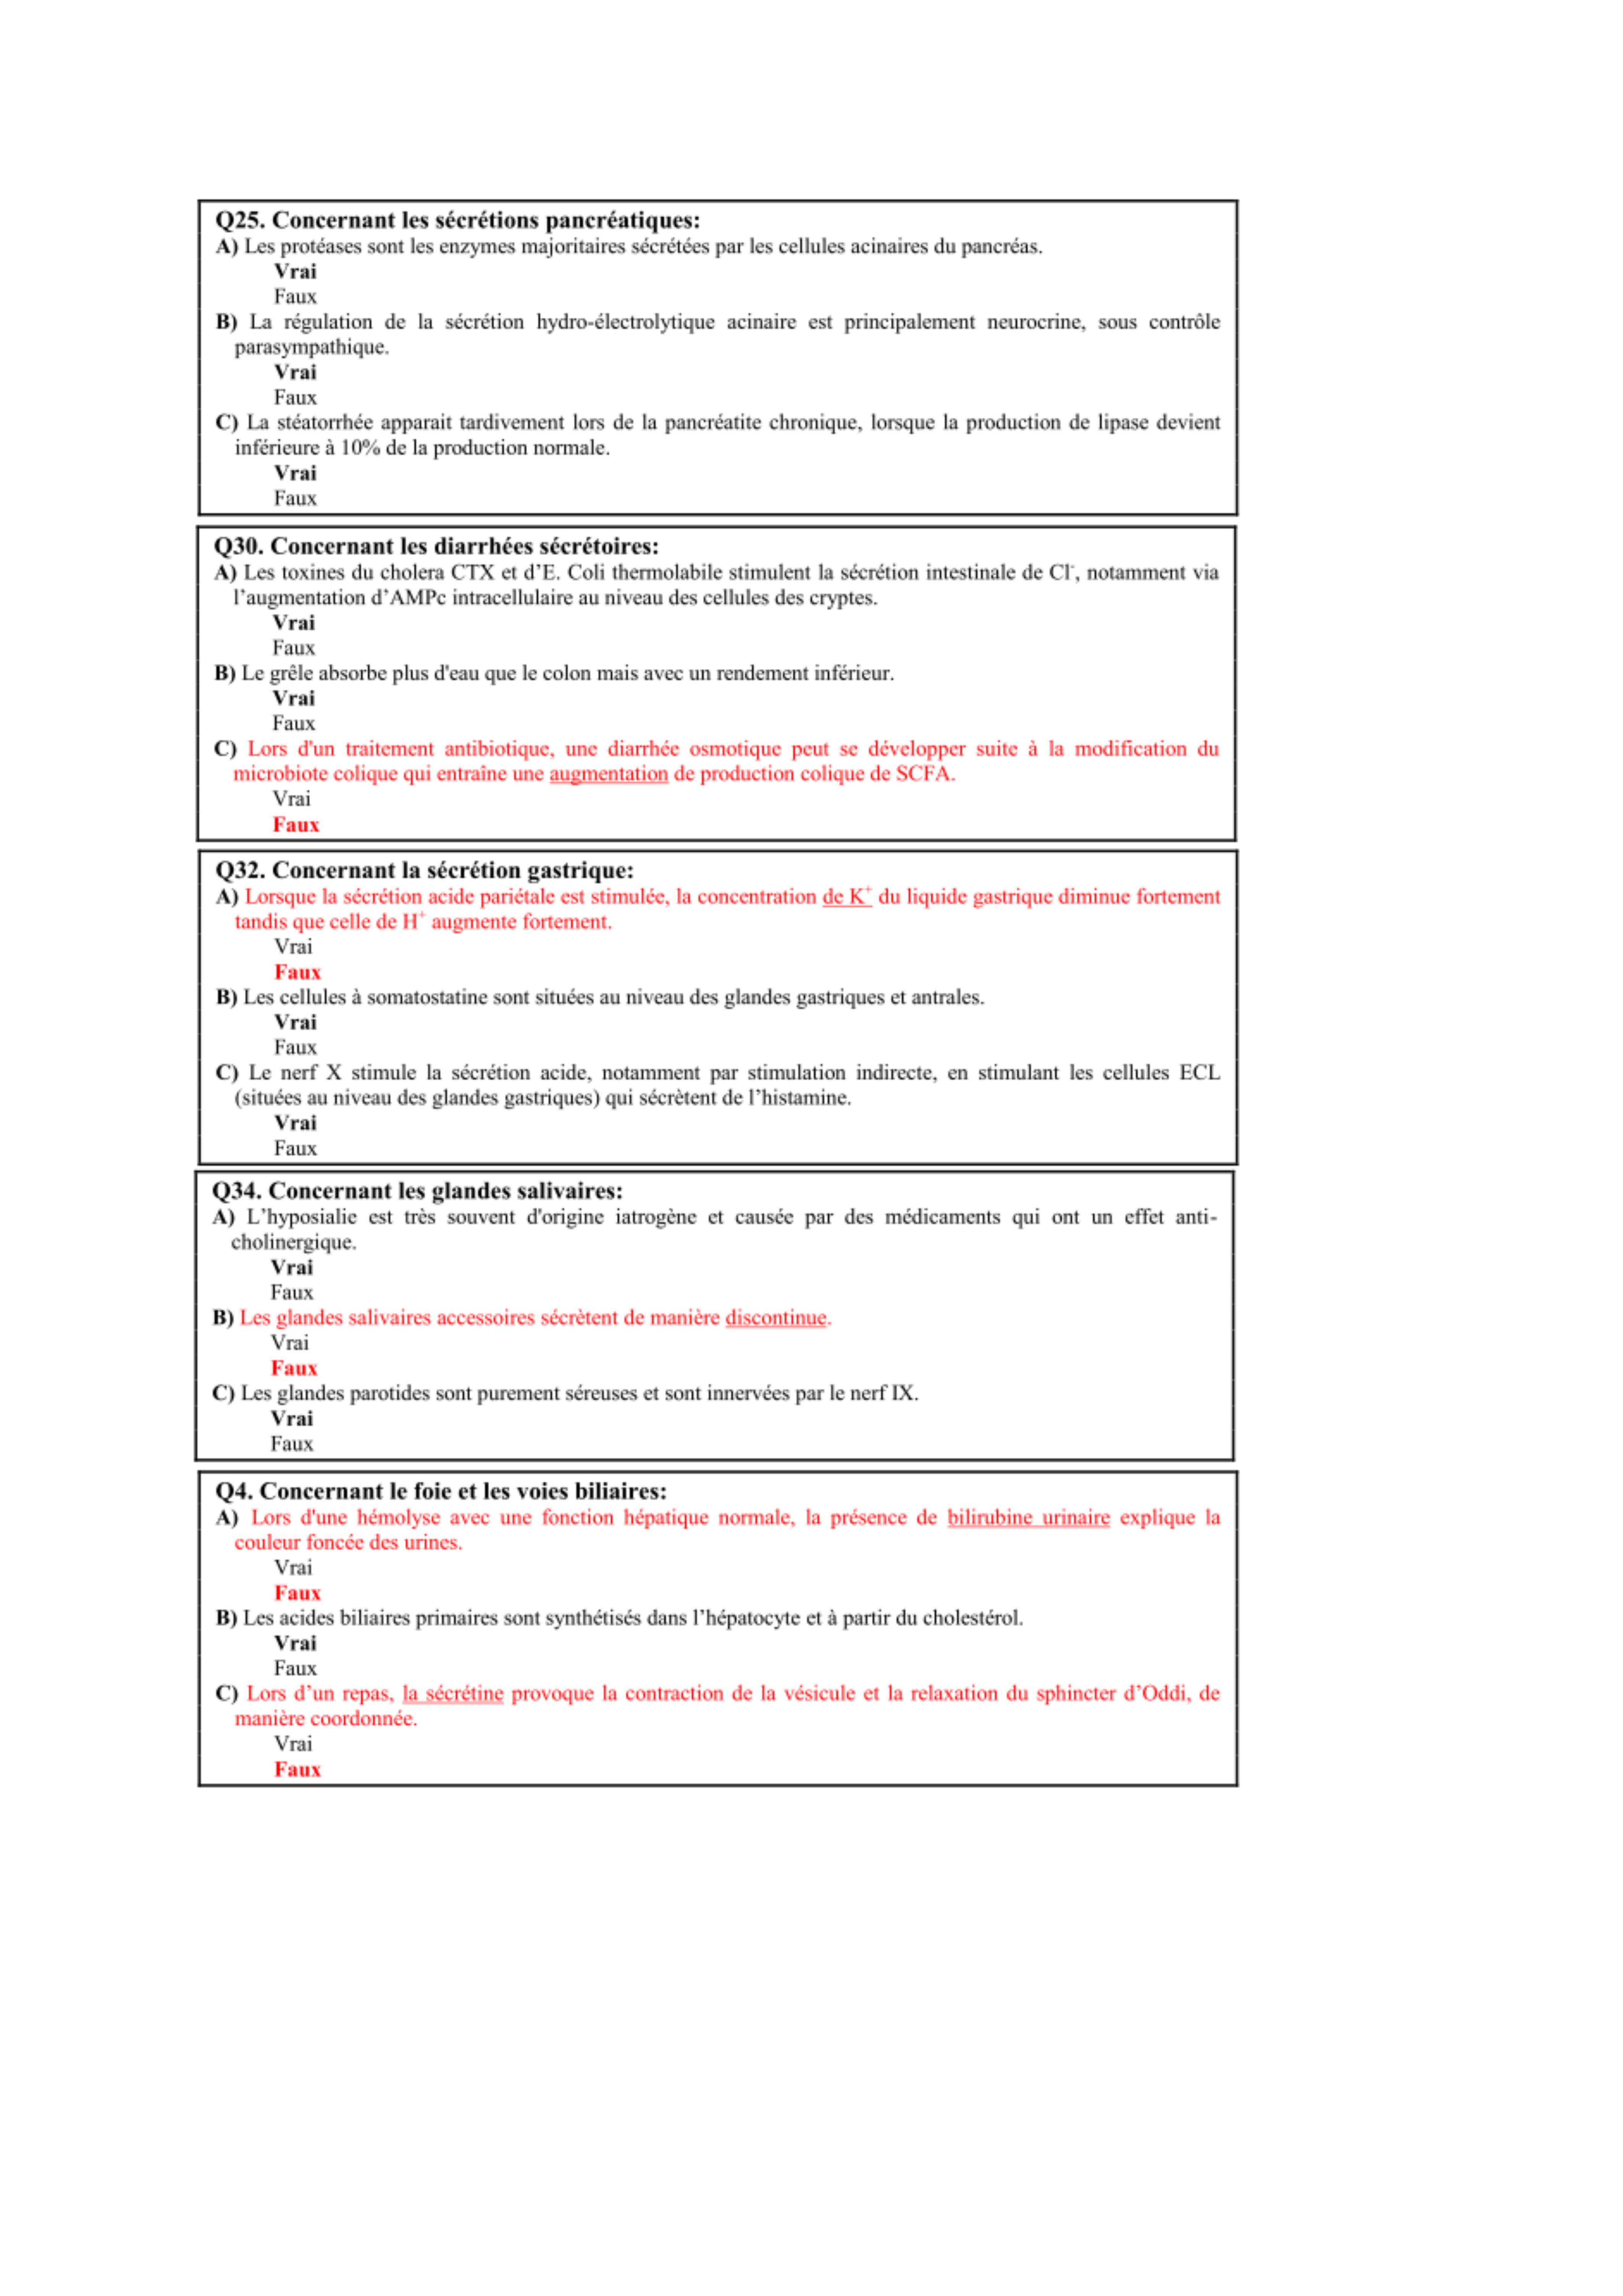 Q25. Concernant les sécrétions pancréatiques:
A) Les protéases sont les enzymes majoritaires sécrétées par les cellules acinaires du pancréas.
Vrai
Faux
B) La régulation de la sécrétion hydro-électrolytique acinaire est principalement neurocrine, sous contrôle
parasympathique.
Vrai
Faux
C) La stéatorrhée apparait tardivement lors de la pancréatite chronique, lorsque la production de lipase devient
inférieure à 10% de la production normale.
Vrai
Faux
Q30. Concernant les diarrhées sécrétoires:
A) Les toxines du cholera CTX et d’E. Coli thermolabile stimulent la sécrétion intestinale de Cl⁻, notamment via
l’augmentation d’AMPc intracellulaire au niveau des cellules des cryptes.
Vrai
Faux
B) Le grêle absorbe plus d'eau que le colon mais avec un rendement inférieur.
Vrai
Faux
C) Lors d'un traitement antibiotique, une diarrhée osmotique peut se développer suite à la modification du
microbiote colique qui entraîne une augmentation de production colique de SCFA.
Vrai
Faux
Q32. Concernant la sécrétion gastrique:
A) Lorsque la sécrétion acide pariétale est stimulée, la concentration de K⁺ du liquide gastrique diminue fortement
tandis que celle de H⁺ augmente fortement.
Vrai
Faux
B) Les cellules à somatostatine sont situées au niveau des glandes gastriques et antrales.
Vrai
Faux
C) Le nerf X stimule la sécrétion acide, notamment par stimulation indirecte, en stimulant les cellules ECL
(situées au niveau des glandes gastriques) qui sécrètent de l’histamine.
Vrai
Faux
Q34. Concernant les glandes salivaires:
A) L’hyposialie est très souvent d'origine iatrogène et causée par des médicaments qui ont un effet anti-
cholinergique.
Vrai
Faux
B) Les glandes salivaires accessoires sécrètent de manière discontinue.
Vrai
Faux
C) Les glandes parotides sont purement séreuses et sont innervées par le nerf IX.
Vrai
Faux
Q4. Concernant le foie et les voies biliaires:
A) Lors d'une hémolyse avec une fonction hépatique normale, la présence de bilirubine urinaire explique la
couleur foncée des urines.
Vrai
Faux
B) Les acides biliaires primaires sont synthétisés dans l’hépatocyte et à partir du cholestérol.
Vrai
Faux
C) Lors d’un repas, la sécrétine provoque la contraction de la vésicule et la relaxation du sphincter d’Oddi, de
manière coordonnée.
Vrai
Faux